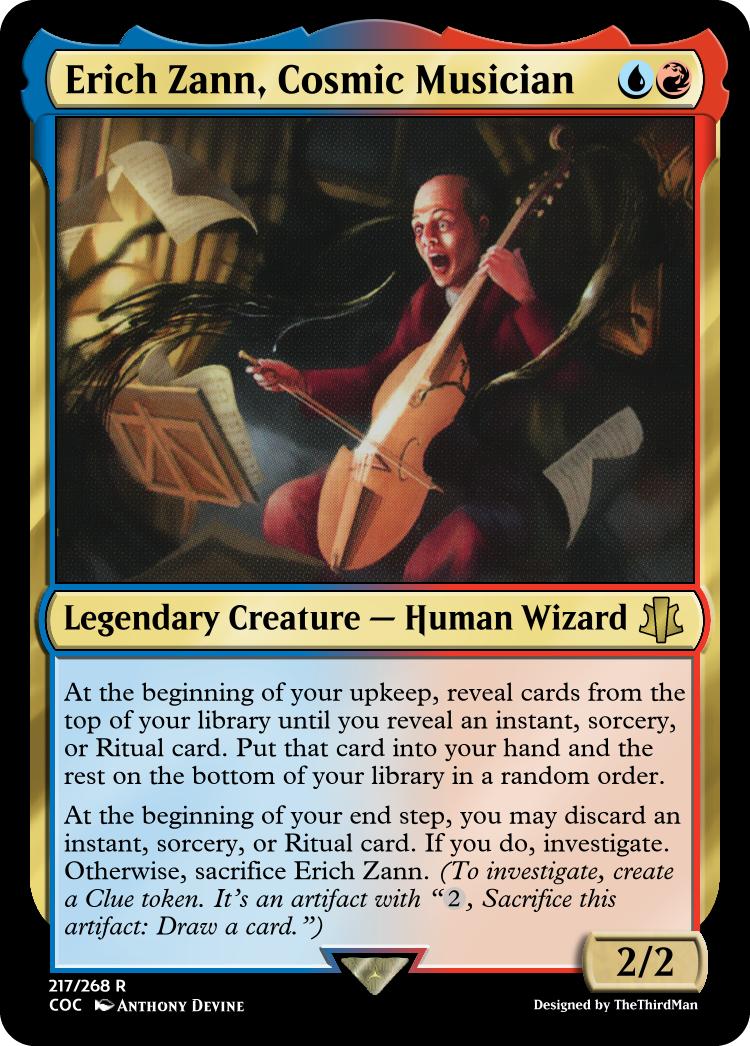 Erich Zann, Cosmic Musician
Legendary Creature — Human Wizard
At the beginning of your upkeep, reveal cards from the
top of your library until you reveal an instant, sorcery,
or Ritual card. Put that card into your hand and the
rest on the bottom of your library in a random order.
At the beginning of your end step, you may discard an
instant, sorcery, or Ritual card. If you do, investigate.
Otherwise, sacrifice Erich Zann. (To investigate, create
a Clue token. It's an artifact with “2, Sacrifice this
artifact: Draw a card.”)
2/2
217/268 R
COC Anthony Devine
Designed by TheThirdMan